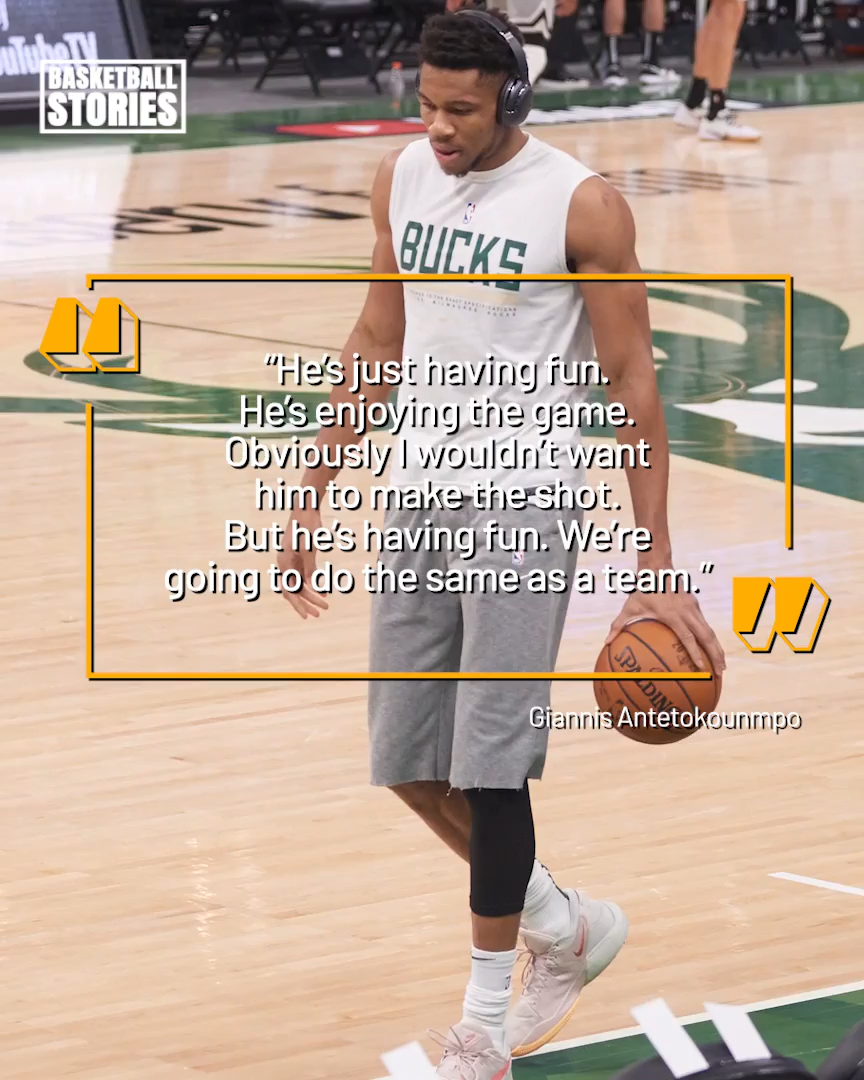 YouTubeTV
BASKETBALL
STORIES
BUCKS
“He’s just having fun.
He’s enjoying the game.
Obviously I wouldn’t want
him to make the shot.
But he’s having fun. We’re
going to do the same as a team.”
SPALDING
Giannis Antetokounmpo